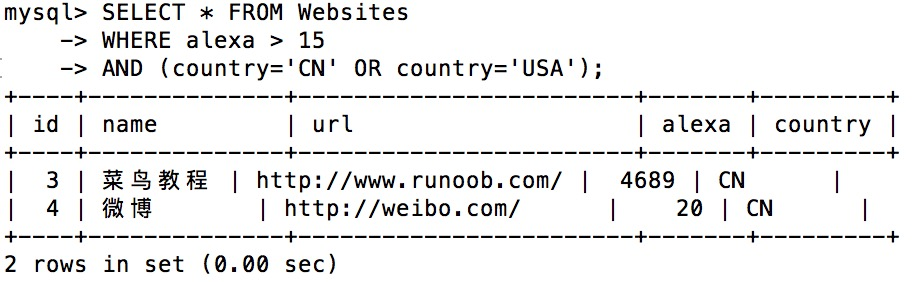 mysql> SELECT * FROM Websites
    -> WHERE alexa > 15
    -> AND (country='CN' OR country='USA');
+----+--------------+---------------------------+-------+---------+
| id | name         | url                       | alexa | country |
+----+--------------+---------------------------+-------+---------+
|  3 | 菜鸟教程 | http://www.runoob.com/ |  4689 | CN      |
|  4 | 微博       | http://weibo.com/       |    20 | CN      |
+----+--------------+---------------------------+-------+---------+
2 rows in set (0.00 sec)